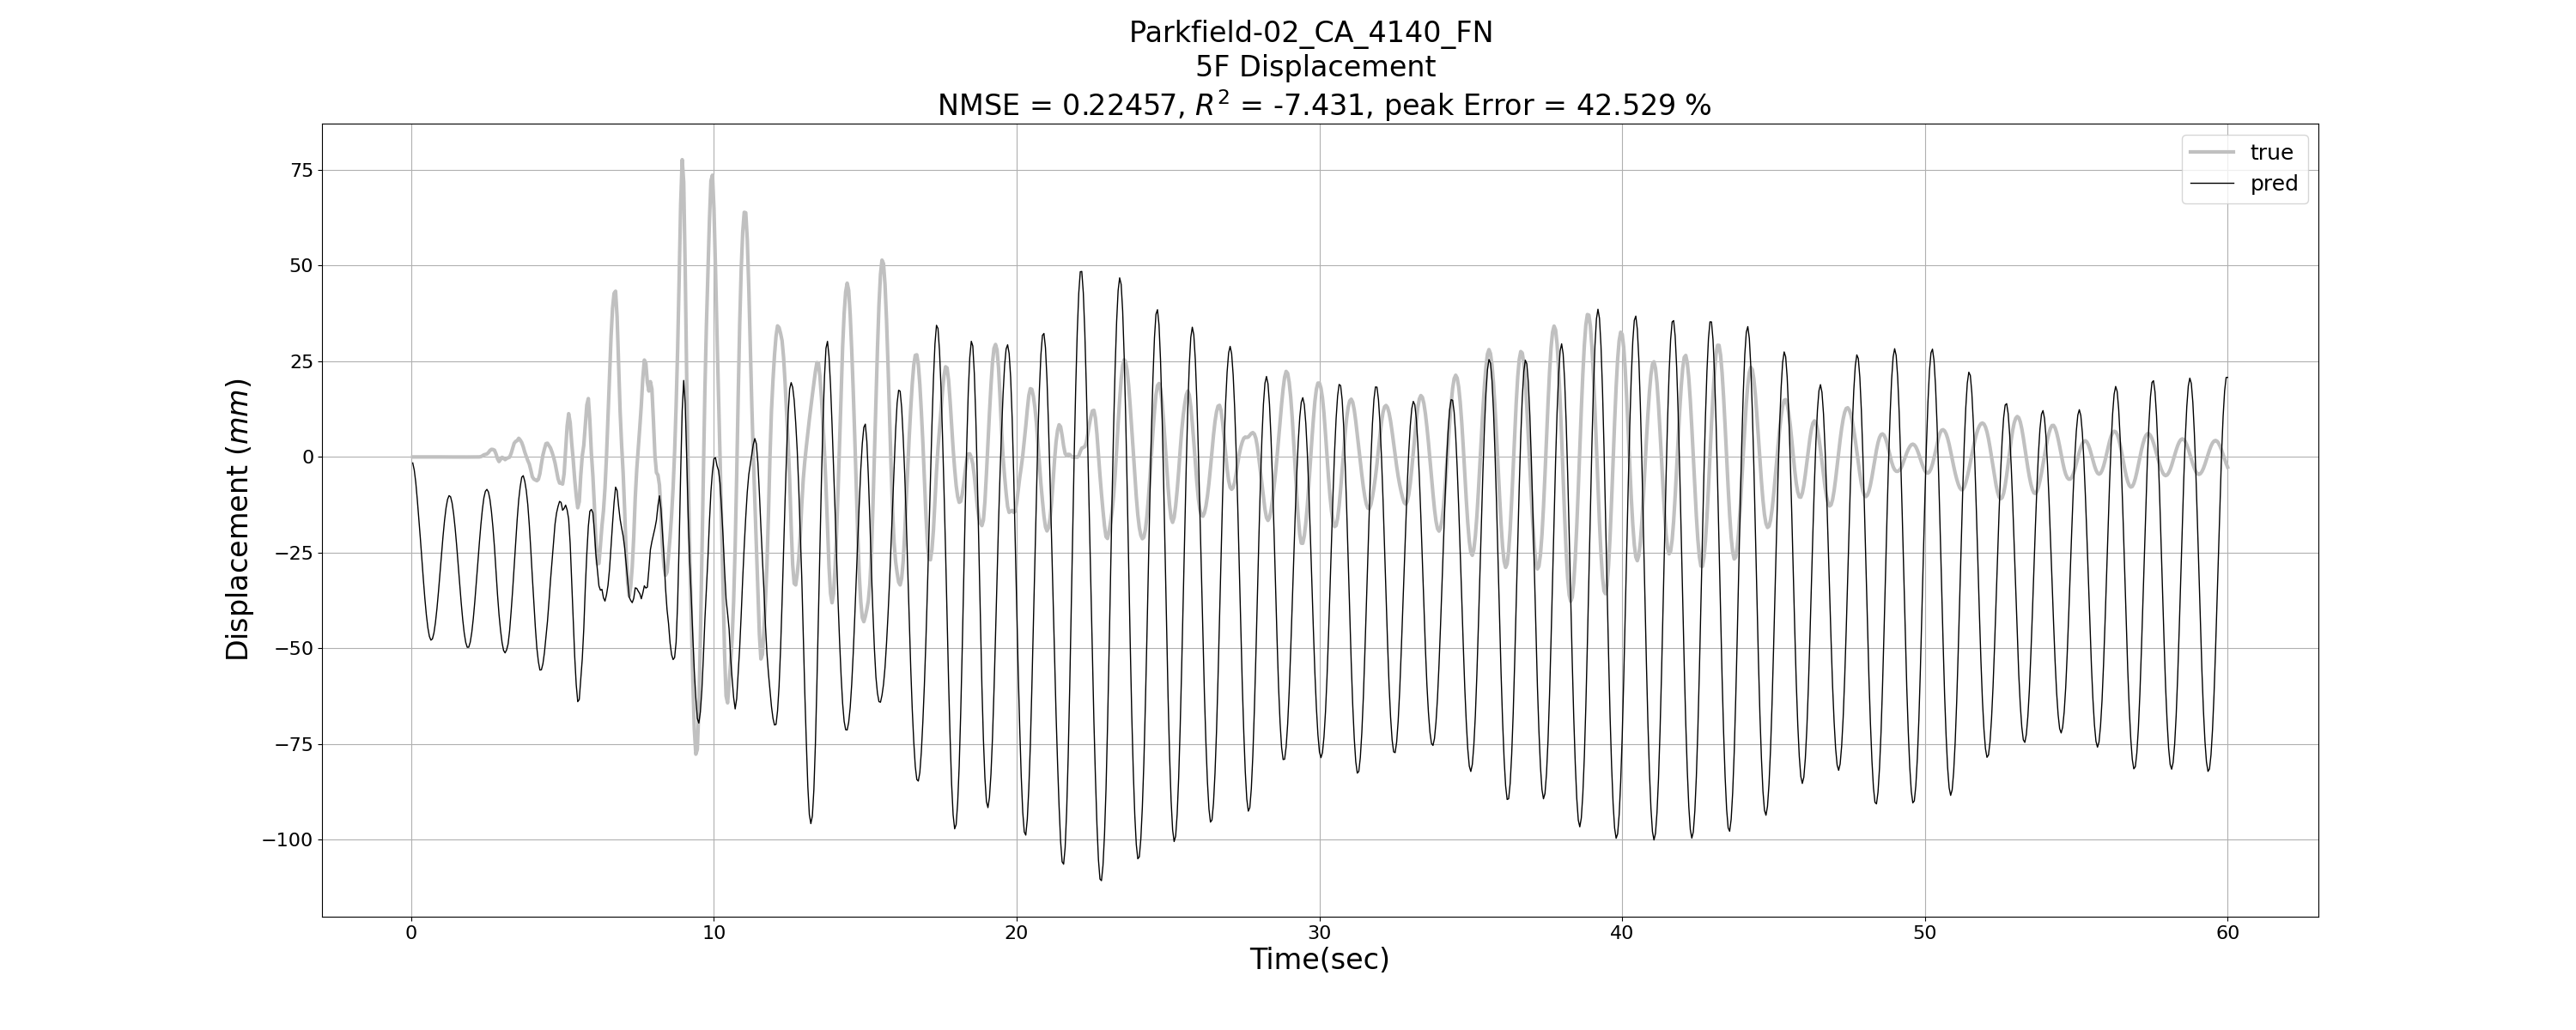 Parkfield-02_CA_4140_FN
5F Displacement
NMSE = 0.22457, R² = -7.431, peak Error = 42.529 %
true
pred
75
50
25
0
−25
−50
−75
−100
Displacement (mm)
0 10 20 30 40 50 60
Time(sec)